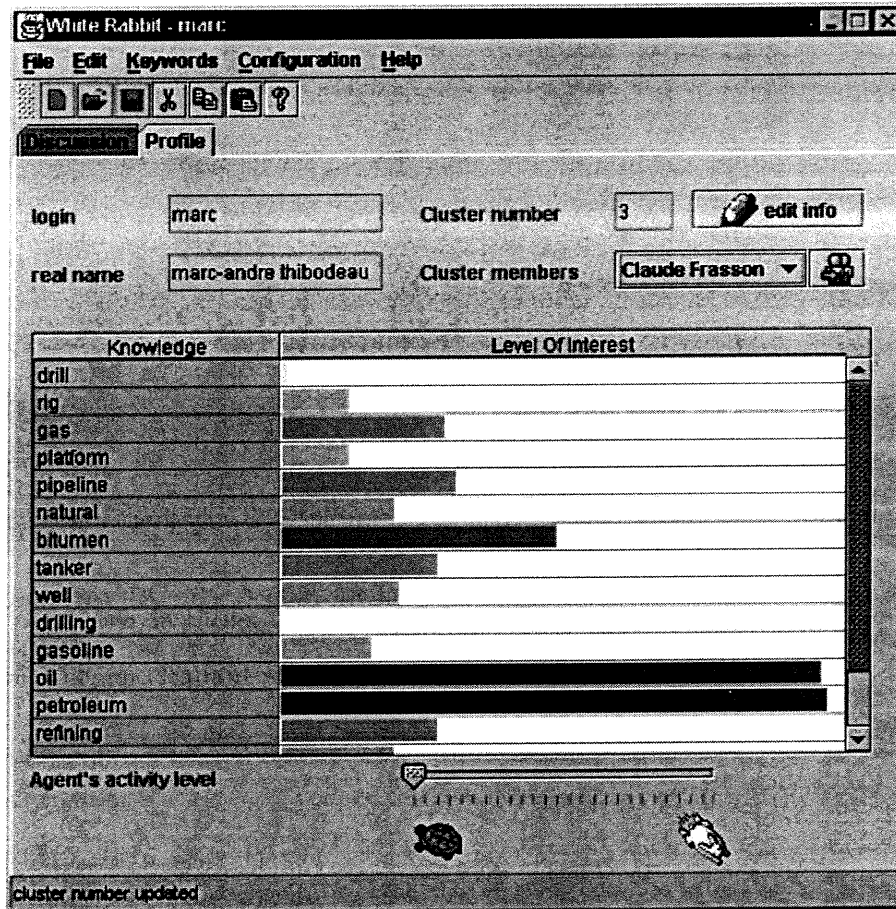 White Rabbit - marc
File Edit Keywords Configuration Help
Discussion Profile
login marc Cluster number 3 edit info
real name marc-andre thibodeau Cluster members Claude Frasson
Knowledge Level Of Interest
drill
rig
gas
platform
pipeline
natural
bitumen
tanker
well
drilling
gasoline
oil
petroleum
refining
Agent's activity level
cluster number updated